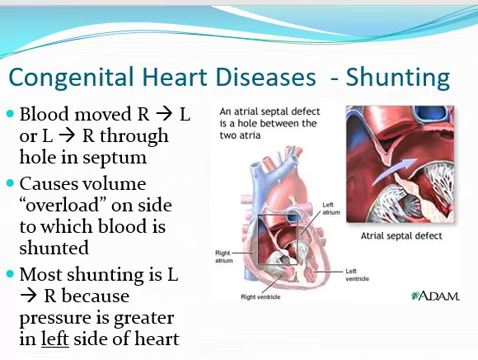 Congenital Heart Diseases - Shunting
• Blood moved R → L
or L → R through
hole in septum
• Causes volume
“overload” on side
to which blood is
shunted
• Most shunting is L
→ R because
pressure is greater
in left side of heart
An atrial septal defect
is a hole between the
two atria
Left
atrium
Right
atrium
Left
ventricle
Right ventricle
Atrial septal defect
ADAM.